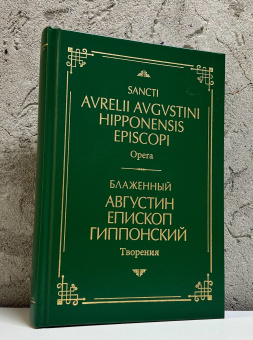 SANCTI
AVRELII AVGVSTINI
HIPPONENSIS
EPISCOPI
Opera
БЛАЖЕННЫЙ
АВГУСТИН
ЕПИСКОП
ГИППОНСКИЙ
Творения